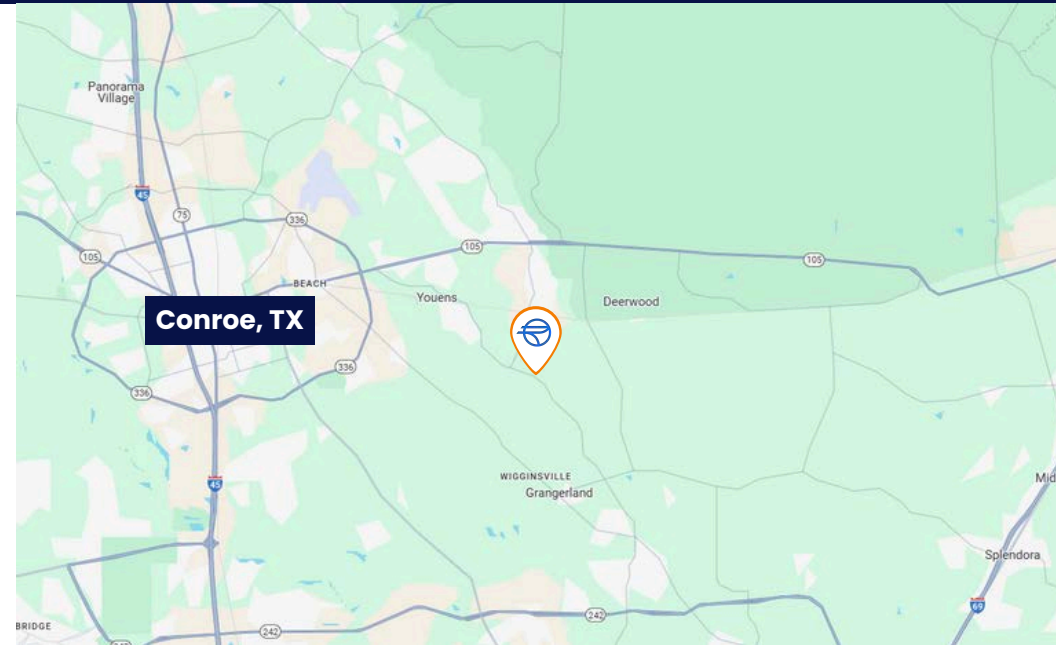 Panorama
Village
45
75
336
105
105
BEACH
105
Youens
Deerwood
Conroe, TX
336
336
WIGGINSVILLE
45
Grangerland
Mid
Splendora
69
242
BRIDGE
242